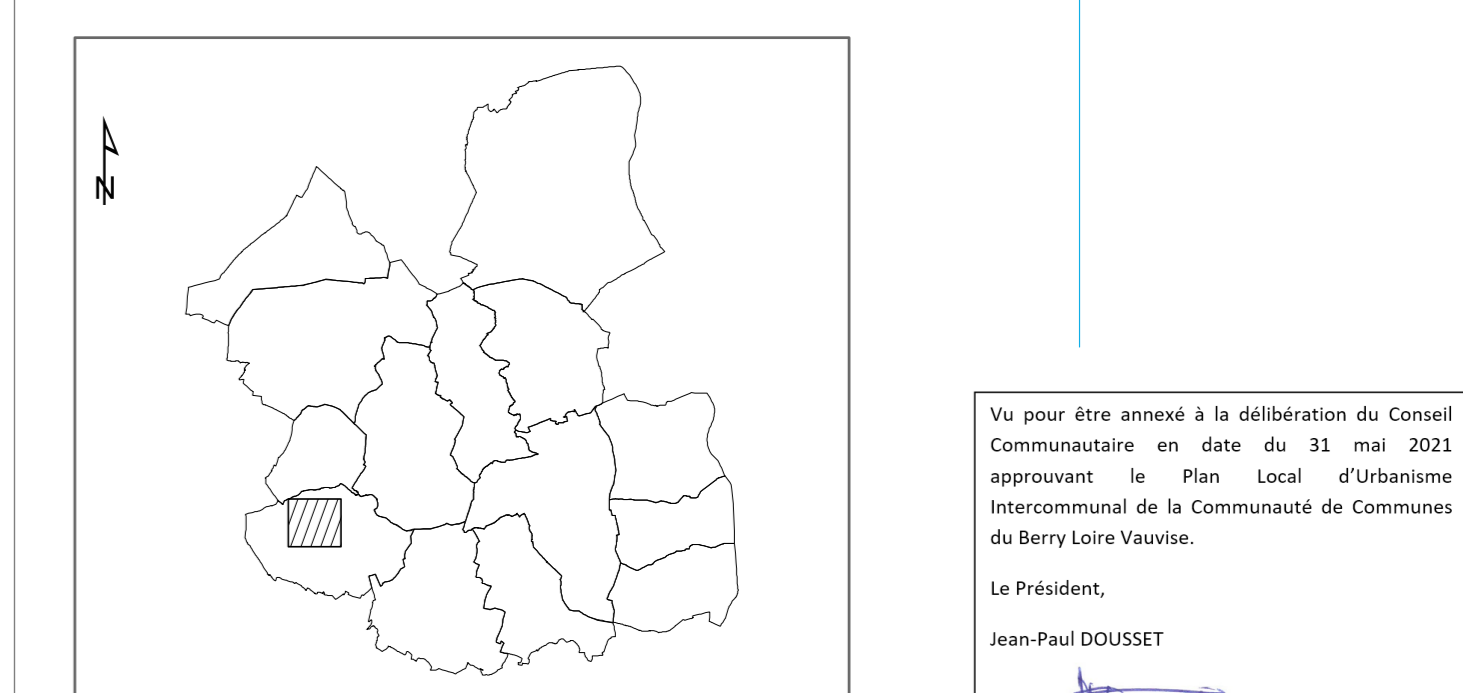 N
Vu pour être annexé à la délibération du Conseil
Communautaire en date du 31 mai 2021
approuvant le Plan Local d’Urbanisme
Intercommunal de la Communauté de Communes
du Berry Loire Vauvise.
Le Président,
Jean-Paul DOUSSET